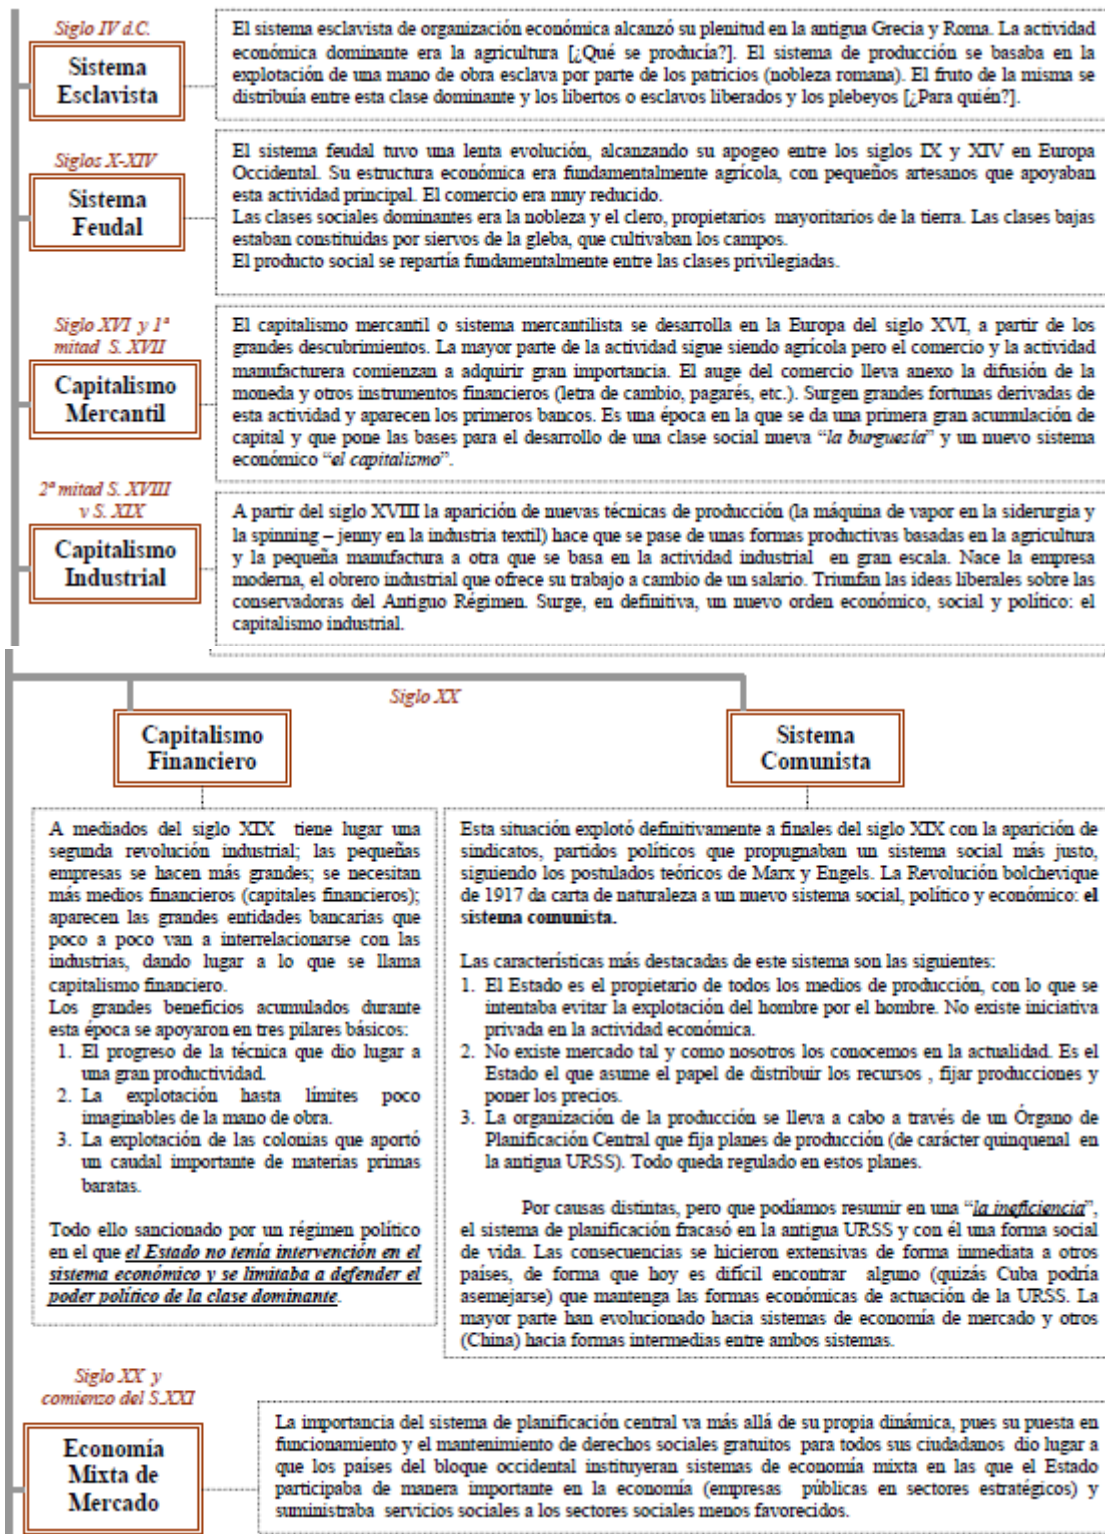 Siglo IV d.C.
Sistema
Esclavista
El sistema esclavista de organización económica alcanzó su plenitud en la antigua Grecia y Roma. La actividad
económica dominante era la agricultura [¿Qué se producía?]. El sistema de producción se basaba en la
explotación de una mano de obra esclava por parte de los patricios (nobleza romana). El fruto de la misma se
distribuía entre esta clase dominante y los libertos o esclavos liberados y los plebeyos [¿Para quién?].
Siglos X-XIV
Sistema
Feudal
El sistema feudal tuvo una lenta evolución, alcanzando su apogeo entre los siglos IX y XIV en Europa
Occidental. Su estructura económica era fundamentalmente agrícola, con pequeños artesanos que apoyaban
esta actividad principal. El comercio era muy reducido.
Las clases sociales dominantes era la nobleza y el clero, propietarios mayoritarios de la tierra. Las clases bajas
estaban constituidas por siervos de la gleba, que cultivaban los campos.
El producto social se repartía fundamentalmente entre las clases privilegiadas.
Siglo XVI y 1ª
mitad S. XVII
Capitalismo
Mercantil
El capitalismo mercantil o sistema mercantilista se desarrolla en la Europa del siglo XVI, a partir de los
grandes descubrimientos. La mayor parte de la actividad sigue siendo agrícola pero el comercio y la actividad
manufacturera comienzan a adquirir gran importancia. El auge del comercio lleva anexo la difusión de la
moneda y otros instrumentos financieros (letra de cambio, pagarés, etc.). Surgen grandes fortunas derivadas de
esta actividad y aparecen los primeros bancos. Es una época en la que se da una primera gran acumulación de
capital y que pone las bases para el desarrollo de una clase social nueva “la burguesía” y un nuevo sistema
económico “el capitalismo”.
2ª mitad S. XVIII
y S. XIX
Capitalismo
Industrial
A partir del siglo XVIII la aparición de nuevas técnicas de producción (la máquina de vapor en la siderurgia y
la spinning – jenny en la industria textil) hace que se pase de unas formas productivas basadas en la agricultura
y la pequeña manufactura a otra que se basa en la actividad industrial en gran escala. Nace la empresa
moderna, el obrero industrial que ofrece su trabajo a cambio de un salario. Triunfan las ideas liberales sobre las
conservadoras del Antiguo Régimen. Surge, en definitiva, un nuevo orden económico, social y político: el
capitalismo industrial.
Siglo XX
Capitalismo
Financiero
A mediados del siglo XIX tiene lugar una
segunda revolución industrial; las pequeñas
empresas se hacen más grandes; se necesitan
más medios financieros (capitales financieros);
aparecen las grandes entidades bancarias que
poco a poco van a interrelacionarse con las
industrias, dando lugar a lo que se llama
capitalismo financiero.
Los grandes beneficios acumulados durante
esta época se apoyaron en tres pilares básicos:
1. El progreso de la técnica que dio lugar a
una gran productividad.
2. La explotación hasta límites poco
imaginables de la mano de obra.
3. La explotación de las colonias que aportó
un caudal importante de materias primas
baratas.
Todo ello sancionado por un régimen político
en el que el Estado no tenía intervención en el
sistema económico y se limitaba a defender el
poder político de la clase dominante.
Sistema
Comunista
Esta situación explotó definitivamente a finales del siglo XIX con la aparición de
sindicatos, partidos políticos que propugnaban un sistema social más justo,
siguiendo los postulados teóricos de Marx y Engels. La Revolución bolchevique
de 1917 da carta de naturaleza a un nuevo sistema social, político y económico: el
sistema comunista.
Las características más destacadas de este sistema son las siguientes:
1. El Estado es el propietario de todos los medios de producción, con lo que se
intentaba evitar la explotación del hombre por el hombre. No existe iniciativa
privada en la actividad económica.
2. No existe mercado tal y como nosotros los conocemos en la actualidad. Es el
Estado el que asume el papel de distribuir los recursos , fijar producciones y
poner los precios.
3. La organización de la producción se lleva a cabo a través de un Órgano de
Planificación Central que fija planes de producción (de carácter quinquenal en
la antigua URSS). Todo queda regulado en estos planes.
Por causas distintas, pero que podíamos resumir en una “la ineficiencia”,
el sistema de planificación fracasó en la antigua URSS y con él una forma social
de vida. Las consecuencias se hicieron extensivas de forma inmediata a otros
países, de forma que hoy es difícil encontrar alguno (quizás Cuba podría
asemejarse) que mantenga las formas económicas de actuación de la URSS. La
mayor parte han evolucionado hacia sistemas de economía de mercado y otros
(China) hacia formas intermedias entre ambos sistemas.
Siglo XX y
comienzo del S.XXI
Economía
Mixta de
Mercado
La importancia del sistema de planificación central va más allá de su propia dinámica, pues su puesta en
funcionamiento y el mantenimiento de derechos sociales gratuitos para todos sus ciudadanos dio lugar a
que los países del bloque occidental instituyeran sistemas de economía mixta en las que el Estado
participaba de manera importante en la economía (empresas públicas en sectores estratégicos) y
suministraba servicios sociales a los sectores sociales menos favorecidos.